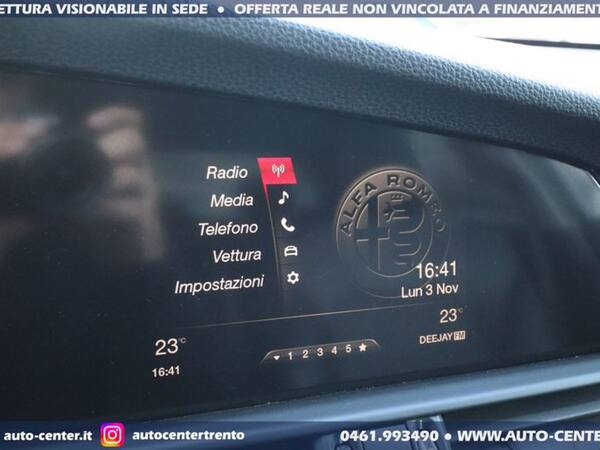 ETTURA VISIONABILE IN SEDE • OFFERTA REALE NON VINCOLATA A FINANZIAMENT
Radio
Media
Telefono
Vettura
Impostazioni
ALFA ROMEO
16:41
Lun 3 Nov
23°C
16:41
1 2 3 4 5
23°C
DEEJAY FM
auto-center.it autocentertrento 0461.993490 • WWW.AUTO-CENTE